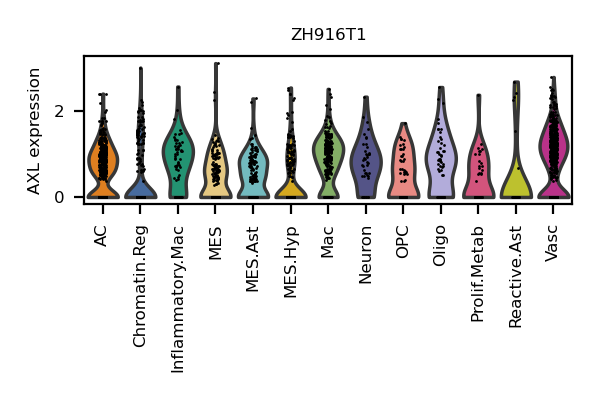 ZH916T1
AXL expression
2
0
AC
Chromatin.Reg
Inflammatory.Mac
MES
MES.Ast
MES.Hyp
Mac
Neuron
OPC
Oligo
Prolif.Metab
Reactive.Ast
Vasc